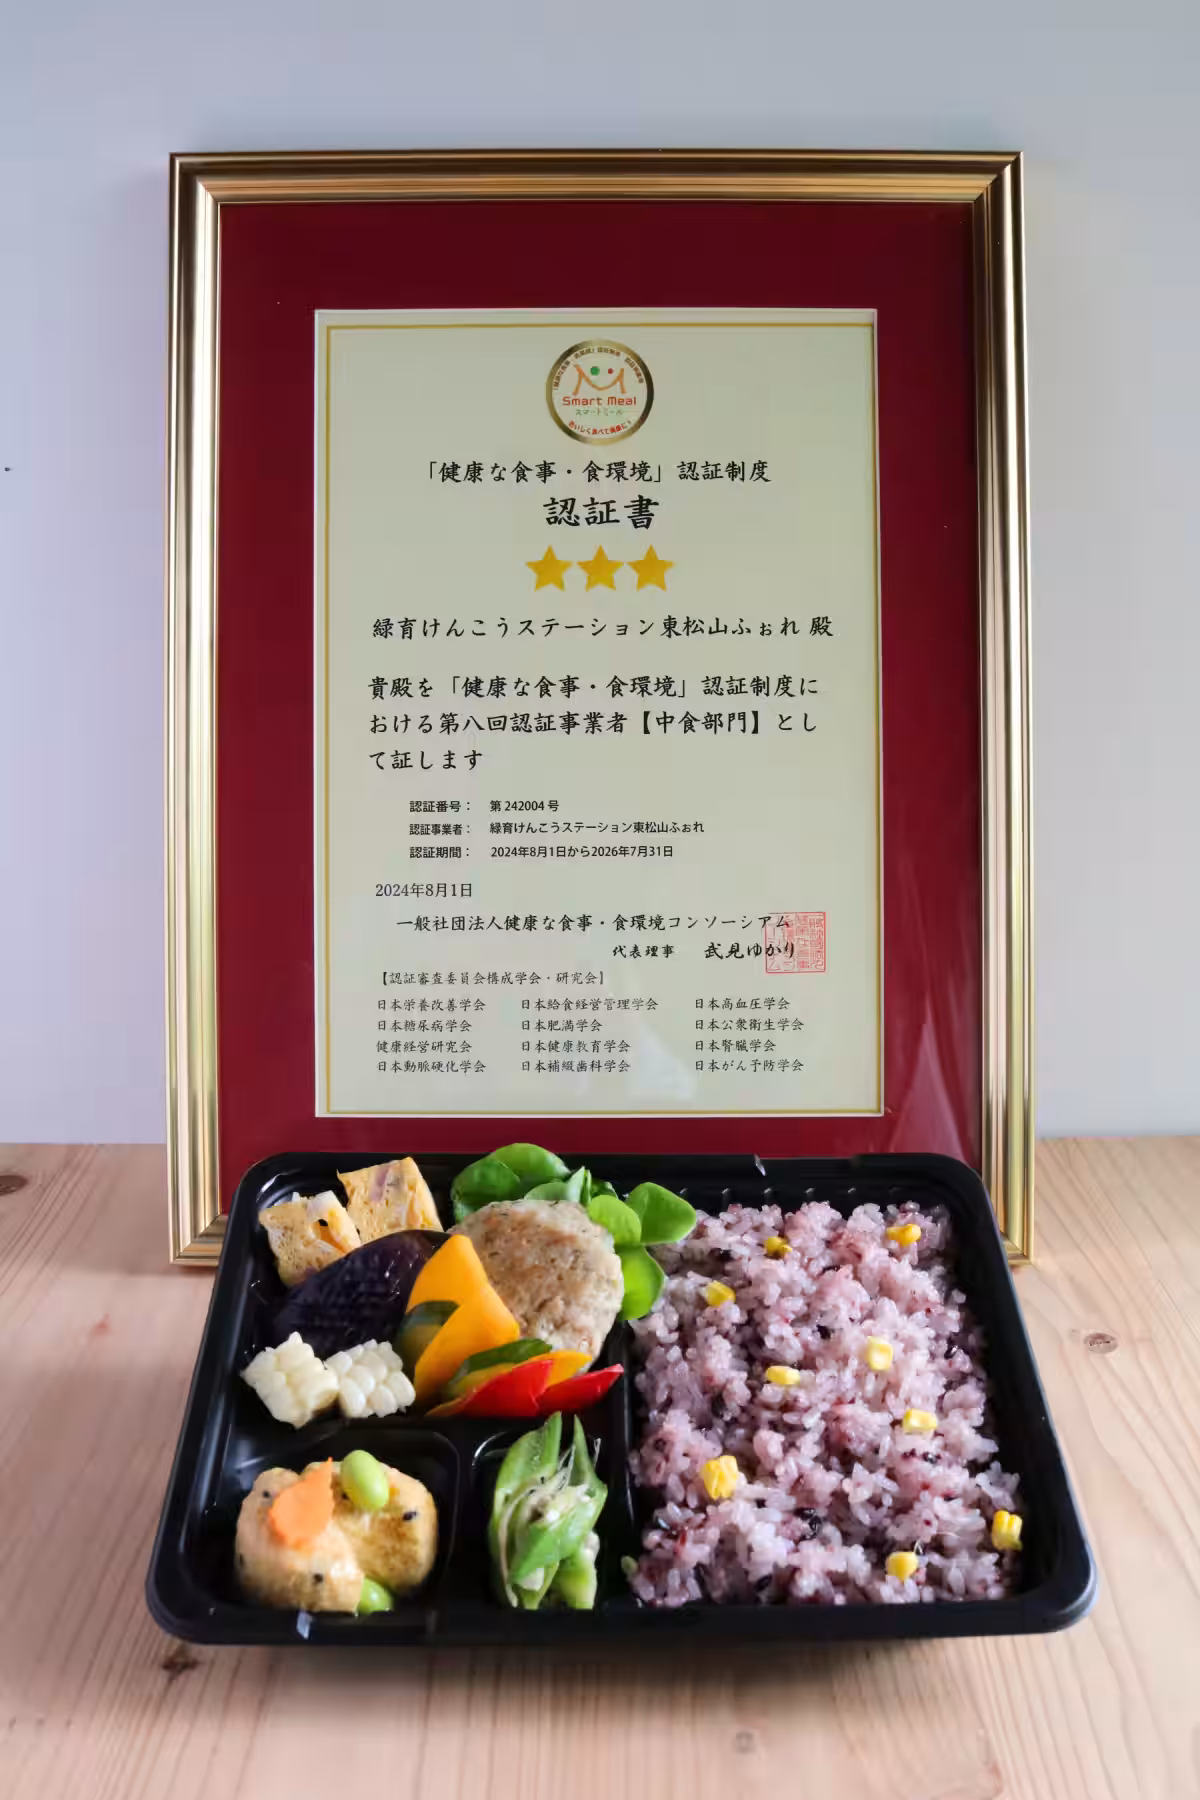 Smart Meal
スマートミール
おいしく食べて健康に!
「健康な食事・食環境」認証制度
認証書
緑育けんこうステーション東松山ふぉれ 殿
貴殿を「健康な食事・食環境」認証制度に
おける第八回認証事業者【中食部門】とし
て証します
認証番号: 第 242004 号
認証事業者: 緑育けんこうステーション東松山ふぉれ
認証期間: 2024年8月1日から2026年7月31日
2024年8月1日
一般社団法人健康な食事・食環境コンソーシアム
代表理事 武見ゆかり
【認証審査委員会構成学会・研究会】
日本栄養改善学会 日本給食経営管理学会 日本高血圧学会
日本糖尿病学会 日本肥満学会 日本公衆衛生学会
健康経営研究会 日本健康教育学会 日本腎臓学会
日本動脈硬化学会 日本補綴歯科学会 日本がん予防学会